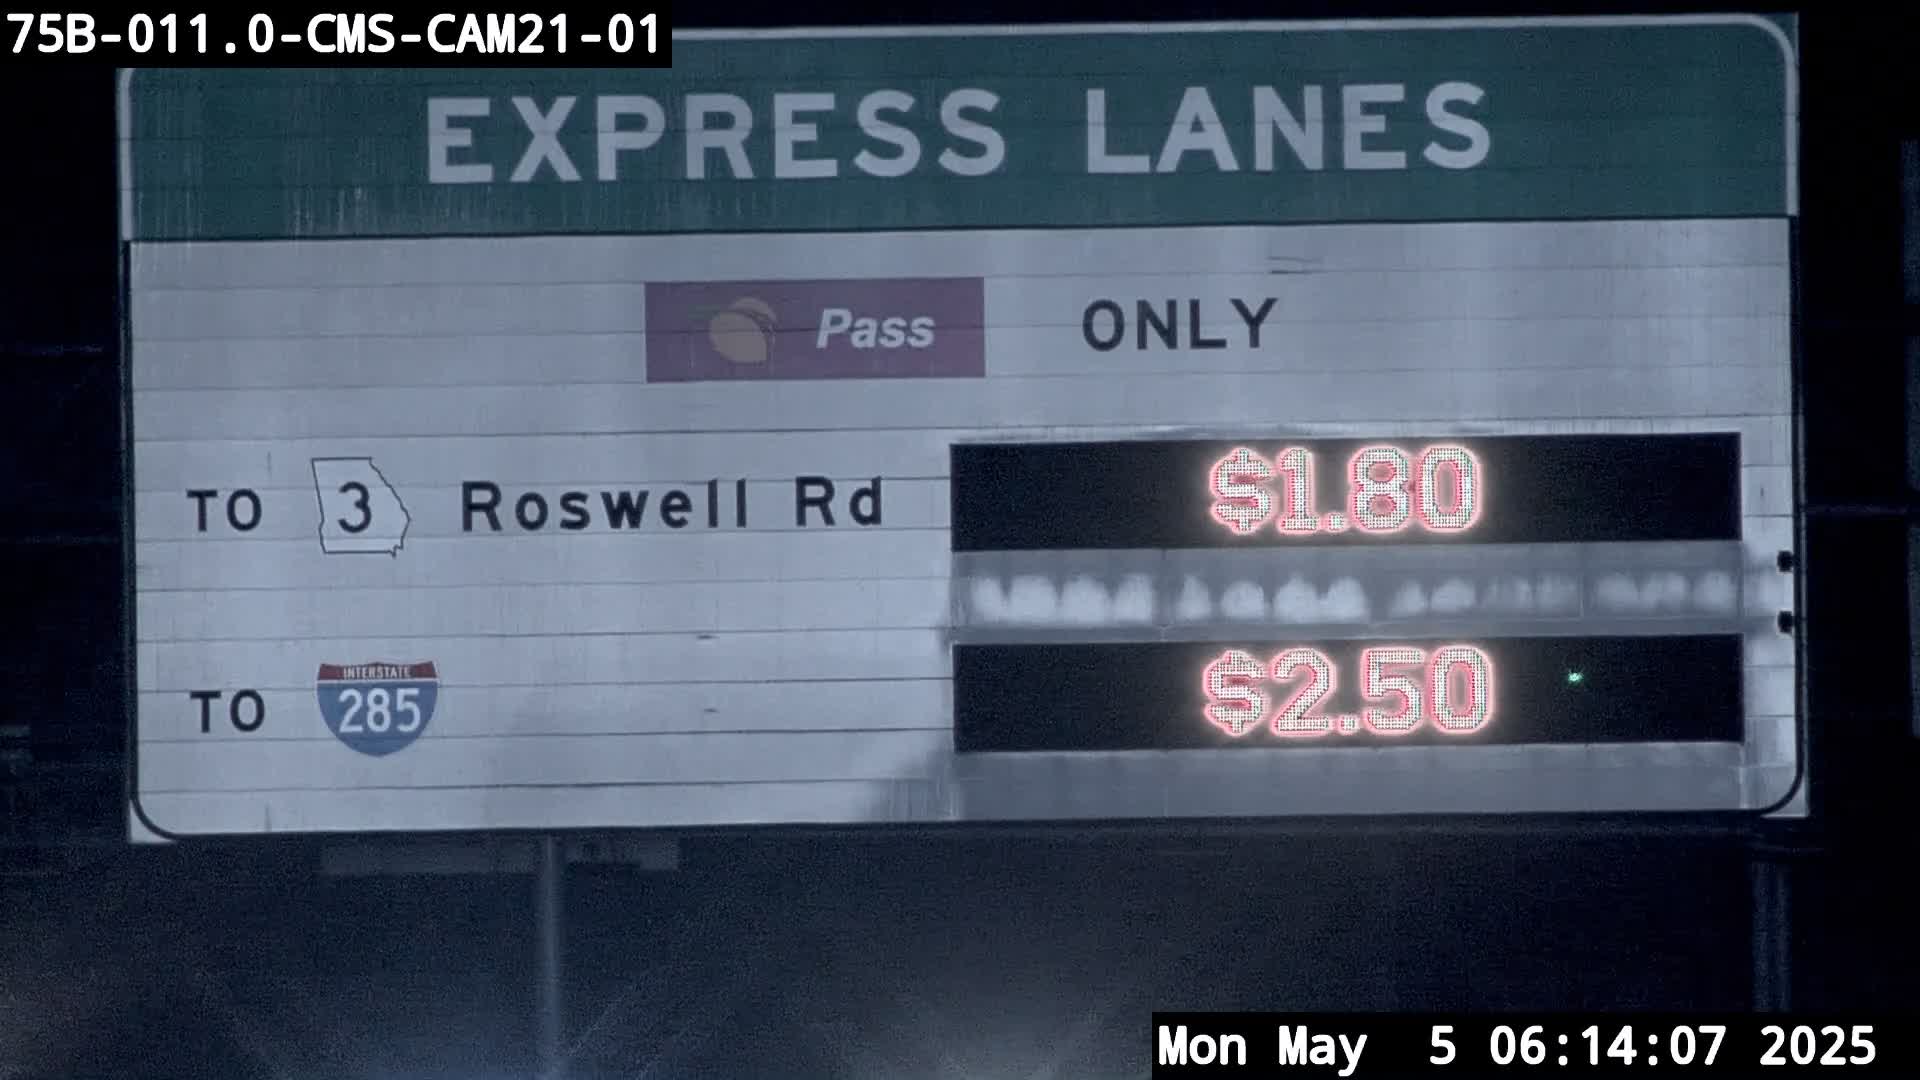 75B-011.0-CMS-CAM21-01
EXPRESS LANES
Pass ONLY
TO 3 Roswell Rd $1.80
INTERSTATE
TO 285 $2.50
Mon May 5 06:14:07 2025